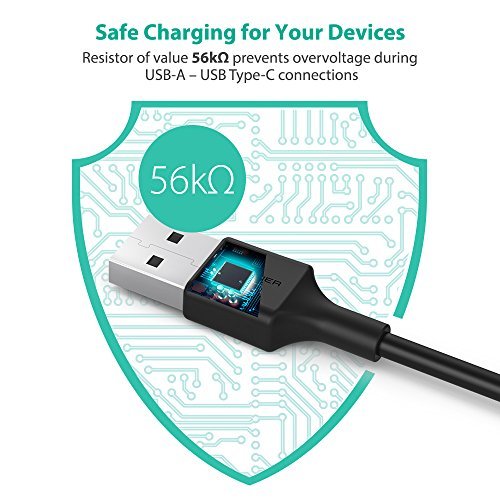 Safe Charging for Your Devices
Resistor of value 56kΩ prevents overvoltage during
USB-A – USB Type-C connections
56kΩ